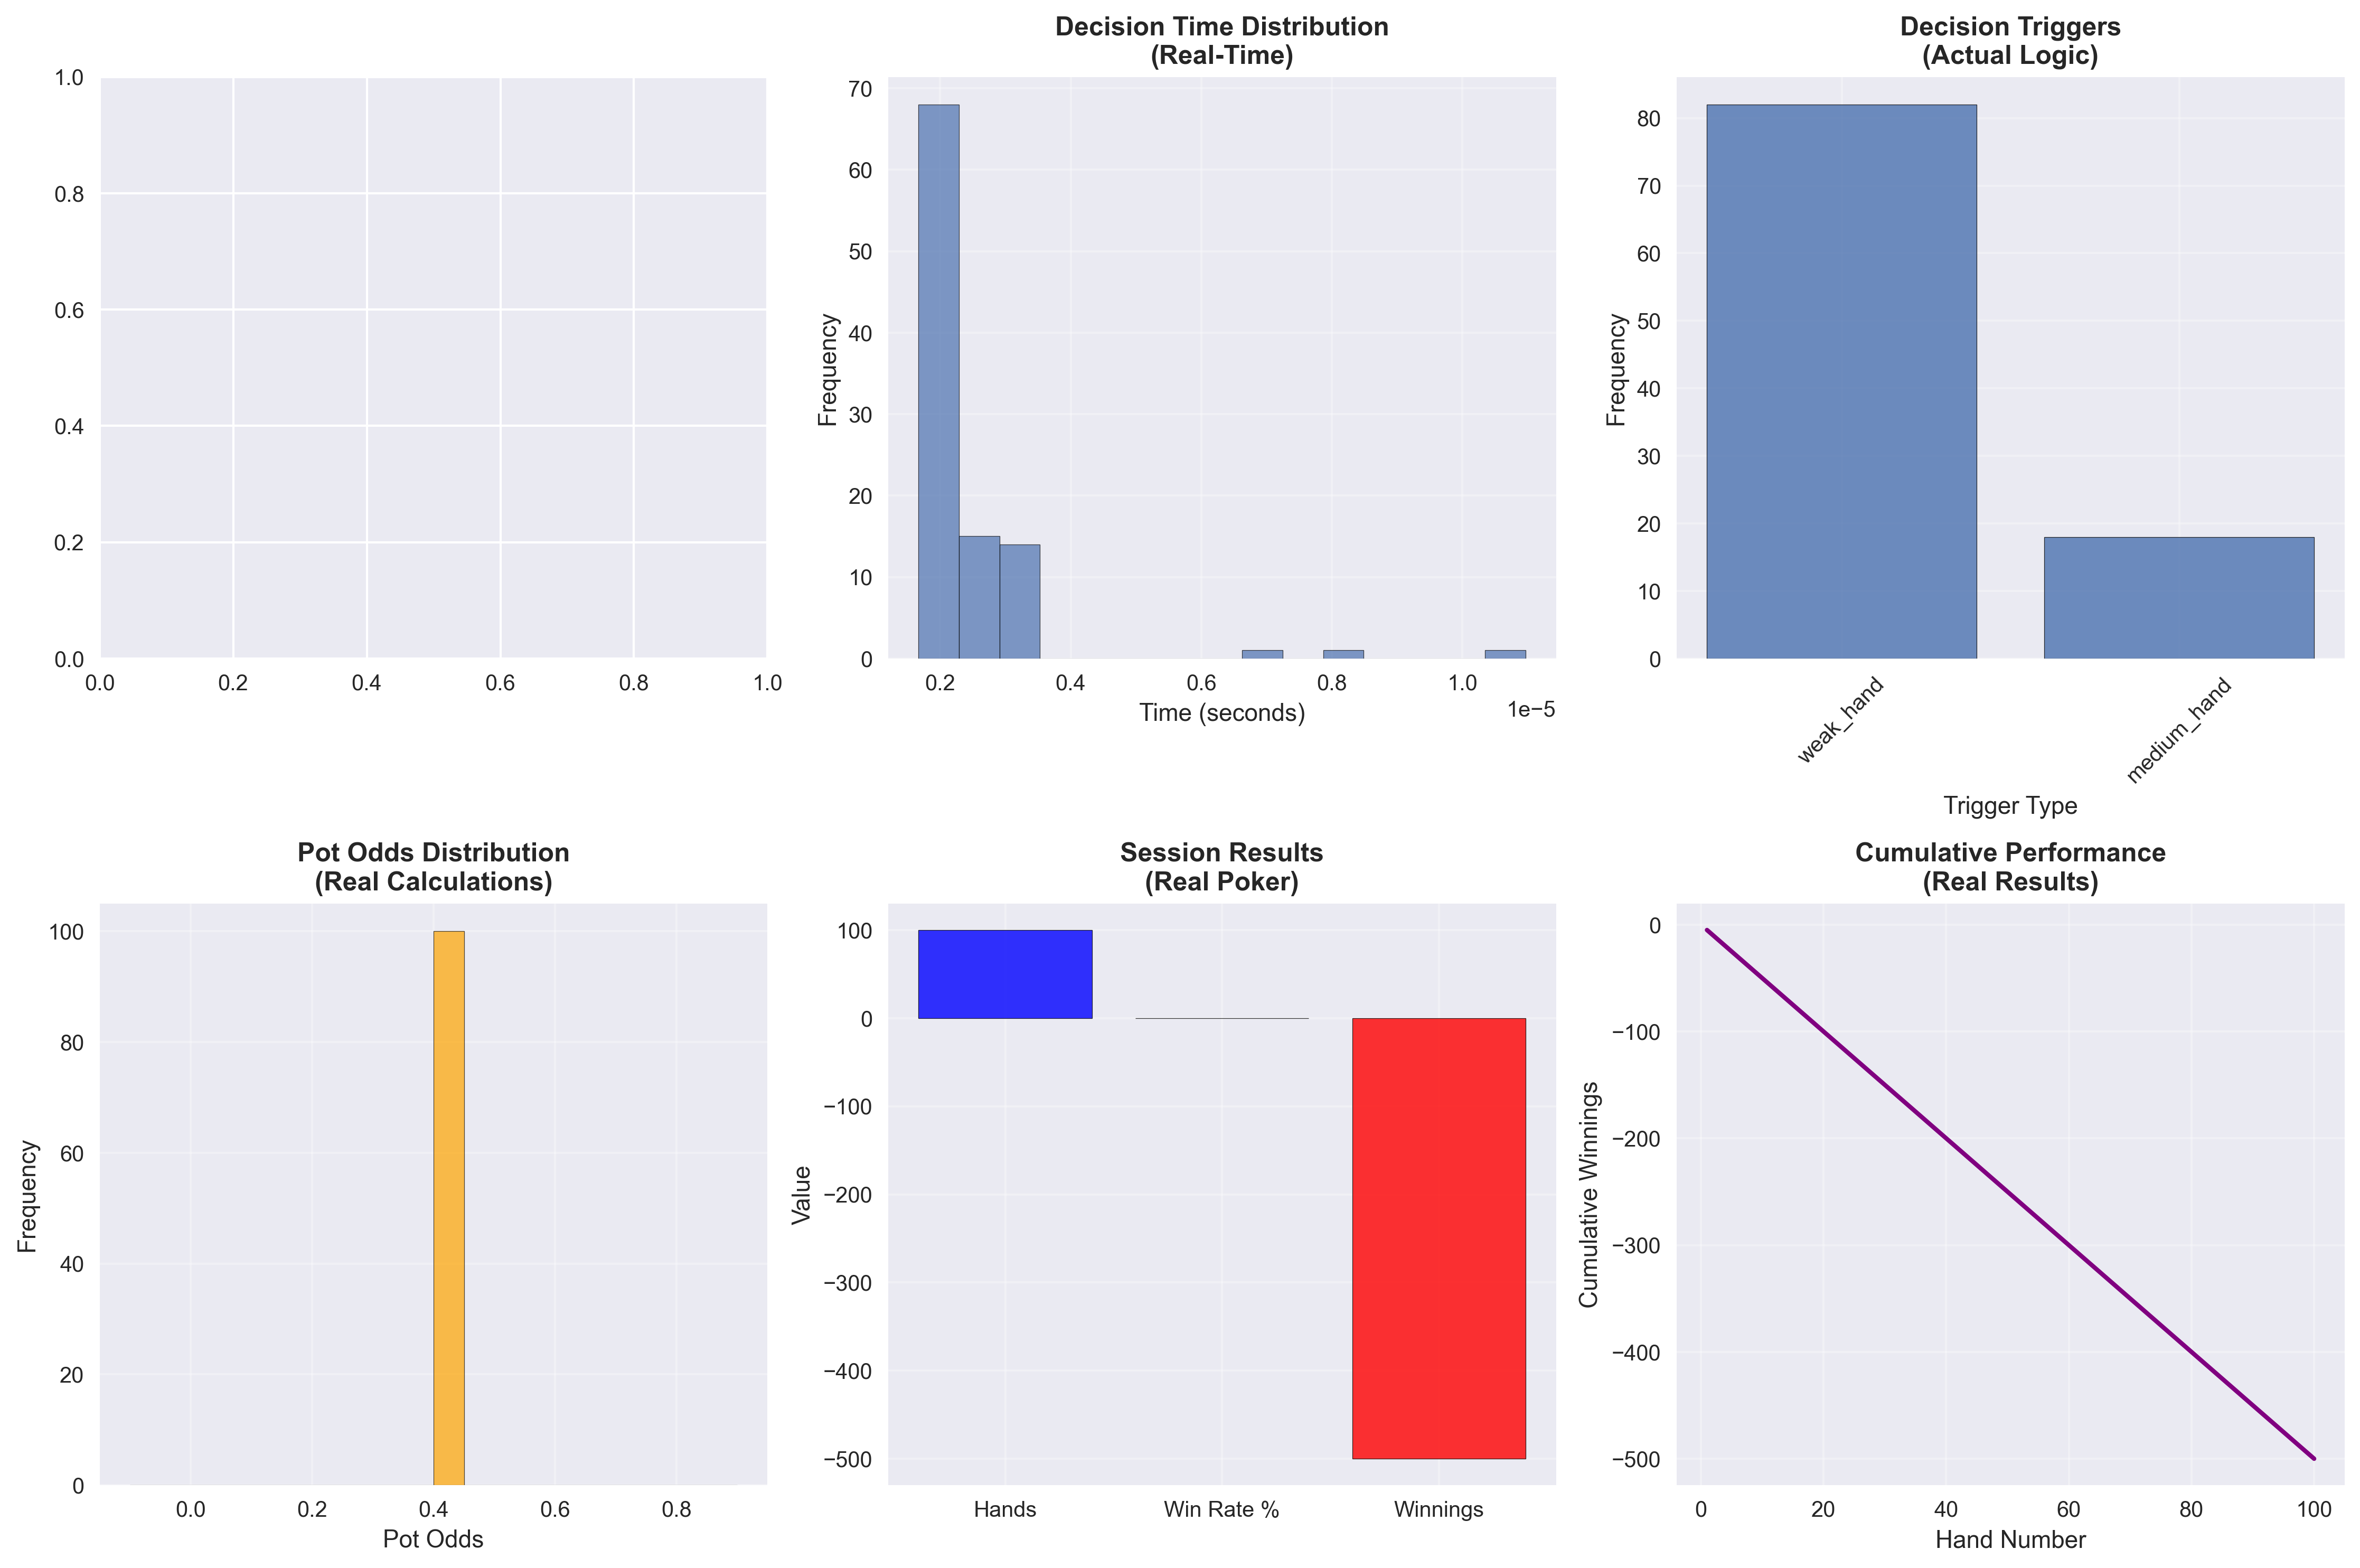 1.0
0.8
0.6
0.4
0.2
0.0
0.0 0.2 0.4 0.6 0.8 1.0
Decision Time Distribution
(Real-Time)
Frequency
70
60
50
40
30
20
10
0
0.2 0.4 0.6 0.8 1.0
1e−5
Time (seconds)
Decision Triggers
(Actual Logic)
Frequency
80
70
60
50
40
30
20
10
0
weak_hand
medium_hand
Trigger Type
Pot Odds Distribution
(Real Calculations)
Frequency
100
80
60
40
20
0
0.0 0.2 0.4 0.6 0.8
Pot Odds
Session Results
(Real Poker)
Value
100
0
−100
−200
−300
−400
−500
Hands Win Rate % Winnings
Cumulative Performance
(Real Results)
Cumulative Winnings
0
−100
−200
−300
−400
−500
0 20 40 60 80 100
Hand Number